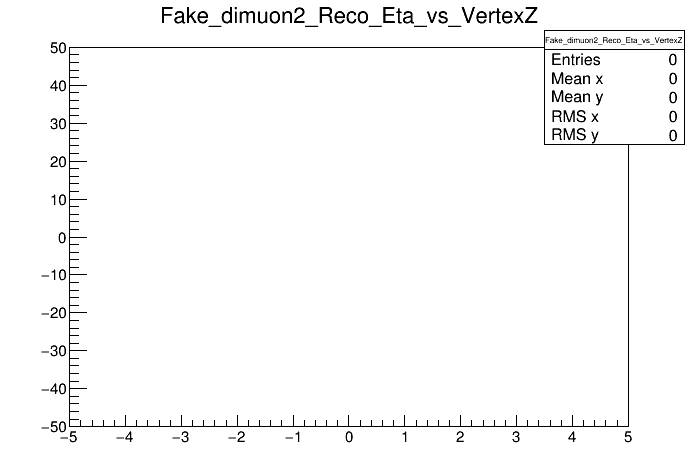 Fake_dimuon2_Reco_Eta_vs_VertexZ
Fake_dimuon2_Reco_Eta_vs_VertexZ
Entries 0
Mean x 0
Mean y 0
RMS x 0
RMS y 0
50
40
30
20
10
0
−10
−20
−30
−40
−50
−5 −4 −3 −2 −1 0 1 2 3 4 5